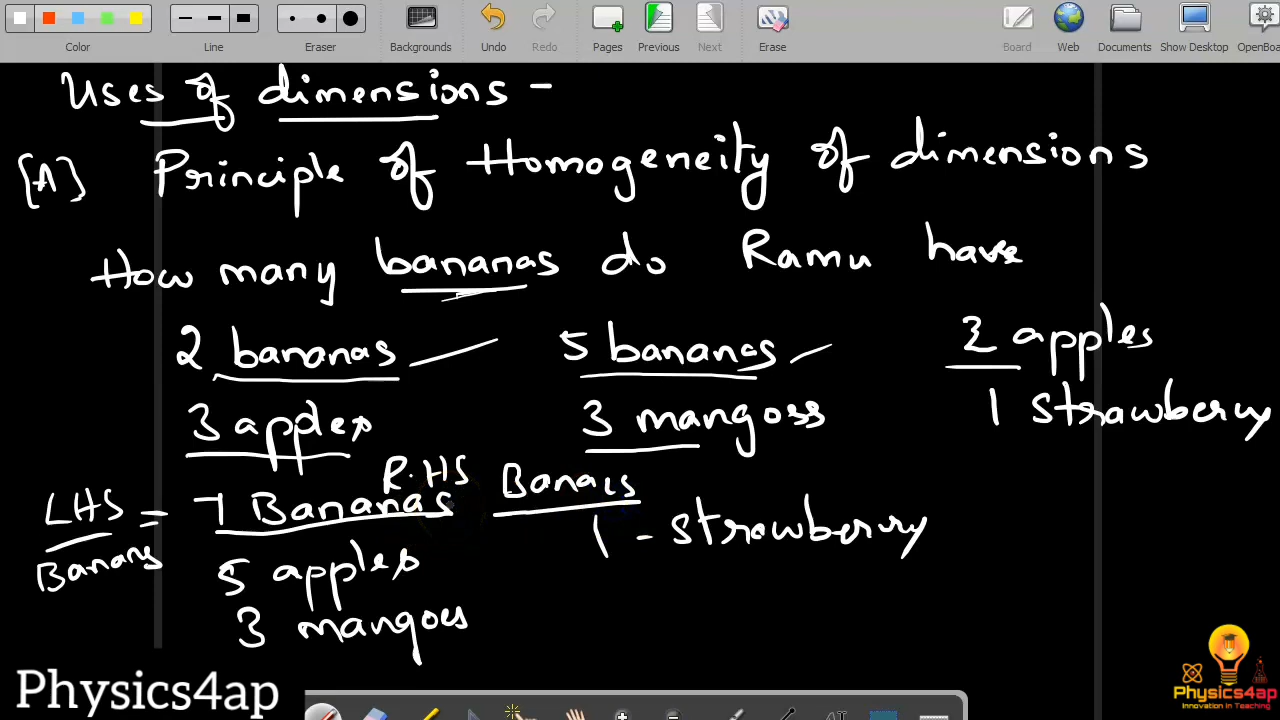 Color
Line
Eraser
Backgrounds
Undo
Redo
Pages
Previous
Next
Erase
Board
Web
Documents
Show Desktop
OpenBoa
Uses of dimensions -
[A] Principle of Homogeneity of dimensions
How many bananas do Ramu have
2 bananas 5 bananas 2 apples
3 apples 3 mangoss 1 strawberry
R.HS
LHS = 7 Bananas
Banans 5 apples 1 - strawberry
3 mangoes
Physics4ap
Physics4ap
Innovation in Teaching